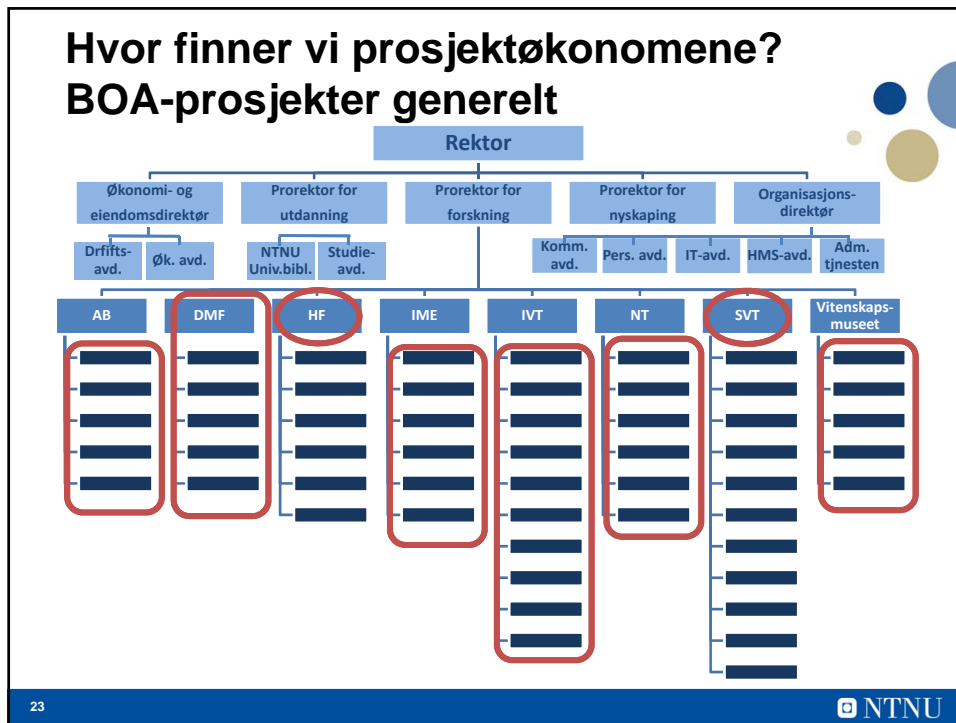 Hvor finner vi prosjektøkonomene?
BOA-prosjekter generelt
Rektor
Økonomi- og
eiendomsdirektør
Prorektor for
utdanning
Prorektor for
forskning
Prorektor for
nyskaping
Organisasjons-
direktør
Drfifts-
avd.
Øk. avd.
NTNU
Univ.bibl.
Studie-
avd.
Komm.
avd.
Pers. avd.
IT-avd.
HMS-avd.
Adm.
tjnesten
AB
DMF
HF
IME
IVT
NT
SVT
Vitenskaps-
museet
23
NTNU